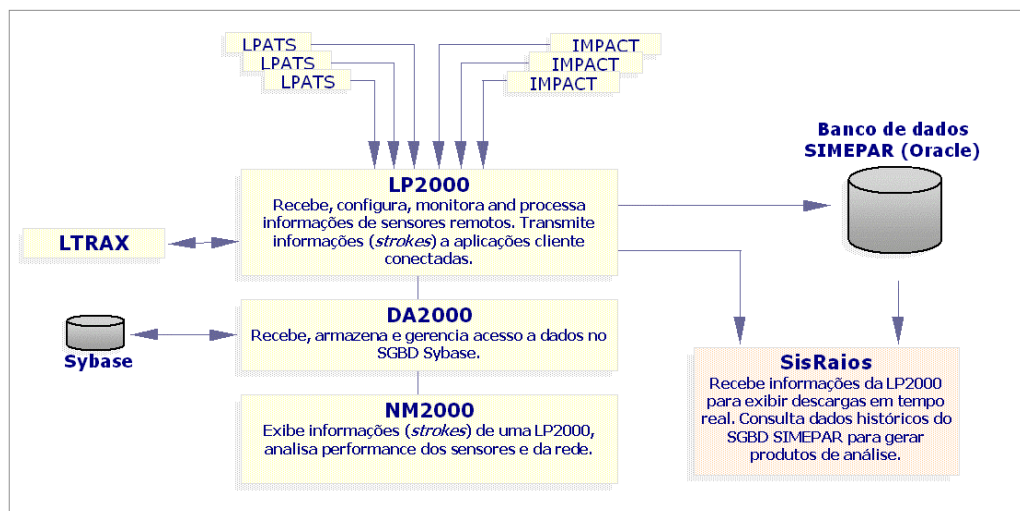 LPATS
LPATS
LPATS
IMPACT
IMPACT
IMPACT
Banco de dados
SIMEPAR (Oracle)
LP2000
Recebe, configura, monitora and processa
informações de sensores remotos. Transmite
informações (strokes) a aplicações cliente
conectadas.
LTRAX
DA2000
Recebe, armazena e gerencia acesso a dados no
SGBD Sybase.
Sybase
NM2000
Exibe informações (strokes) de uma LP2000,
analisa performance dos sensores e da rede.
SisRaios
Recebe informações da LP2000
para exibir descargas em tempo
real. Consulta dados históricos do
SGBD SIMEPAR para gerar
produtos de análise.